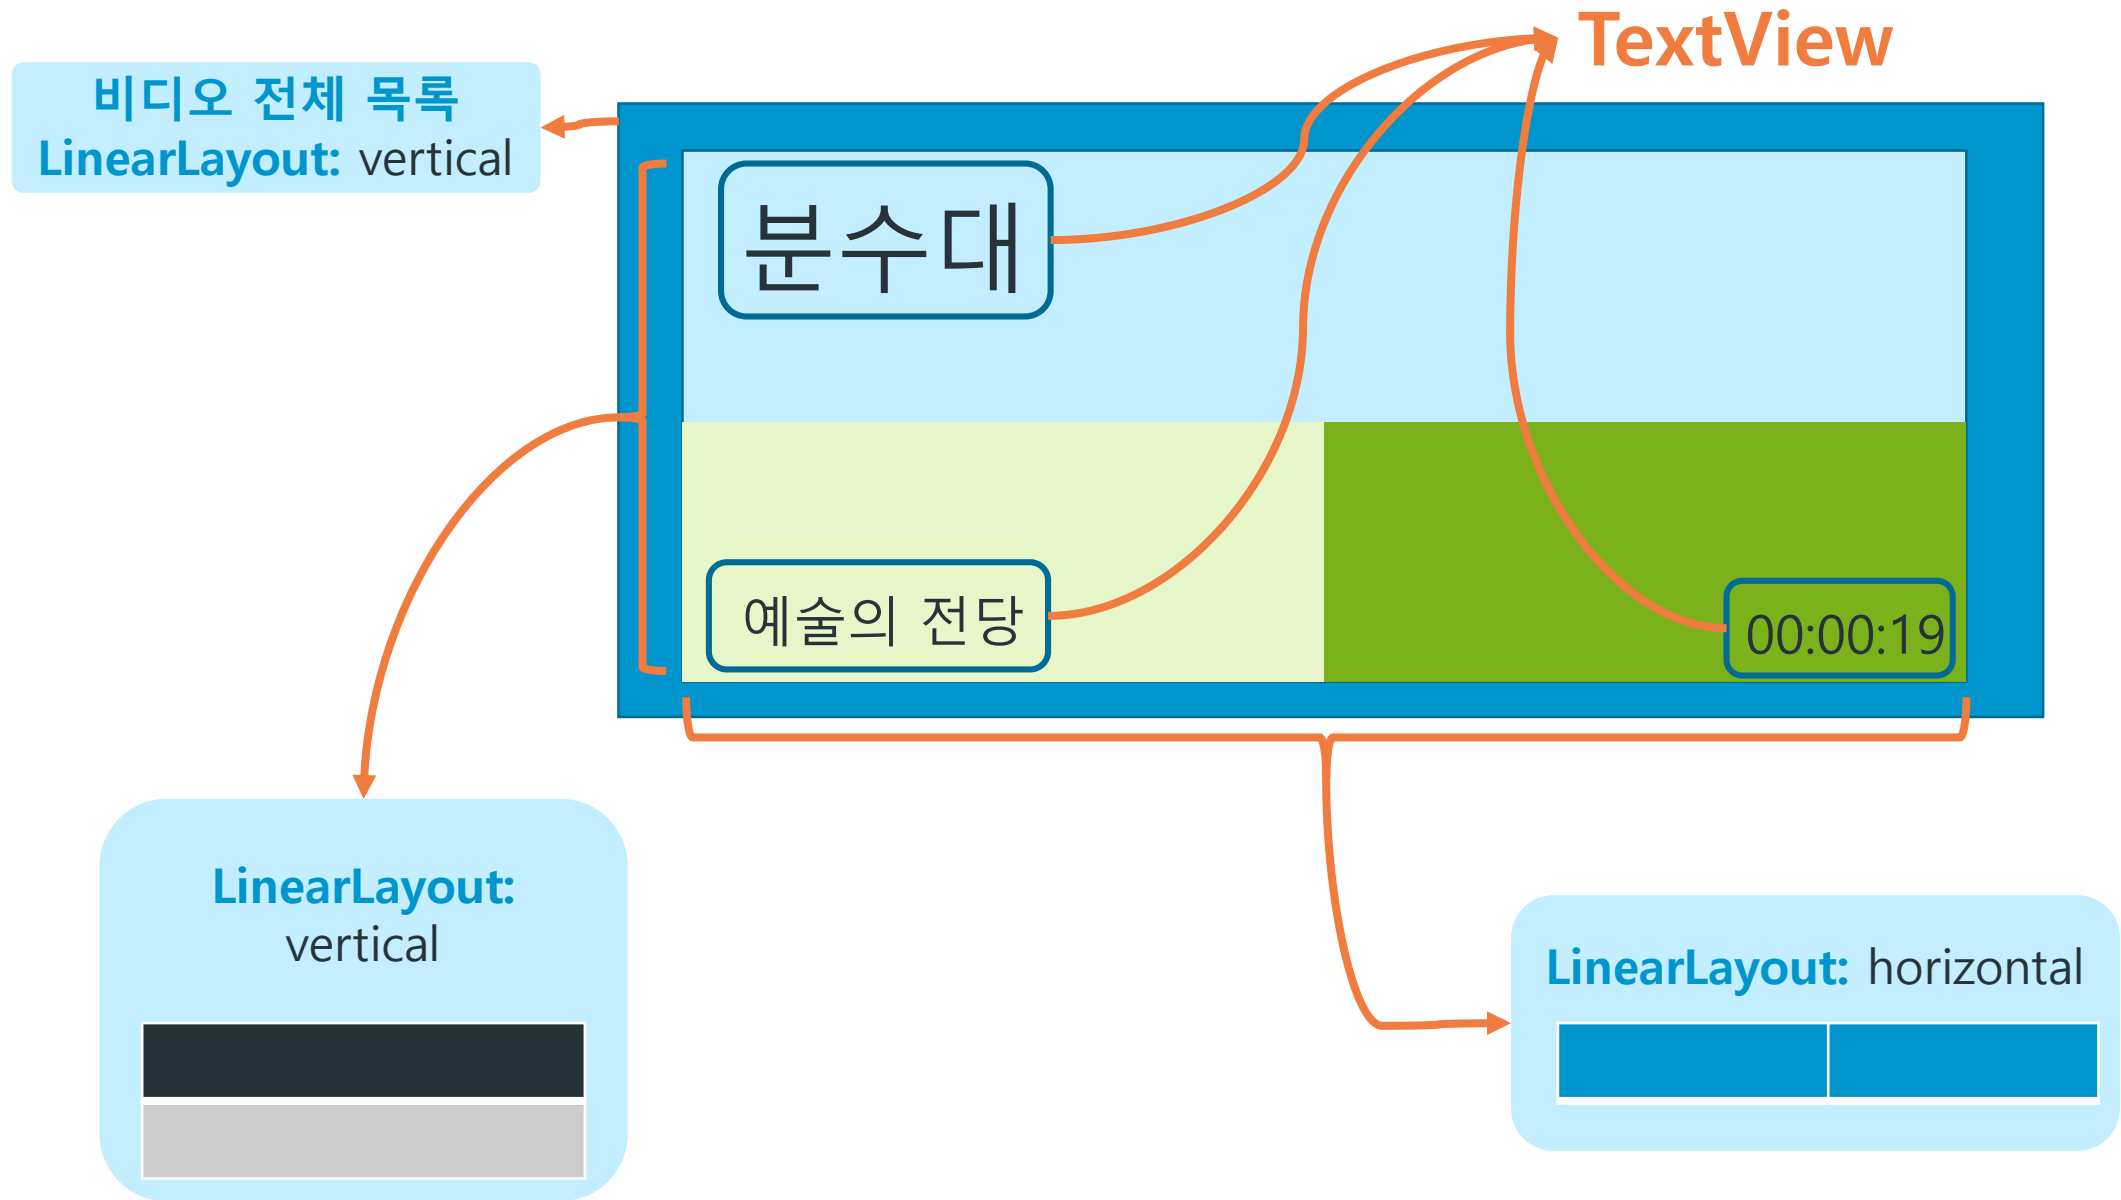 TextView
비디오 전체 목록
LinearLayout: vertical
분수대
예술의 전당
00:00:19
LinearLayout:
vertical
LinearLayout: horizontal